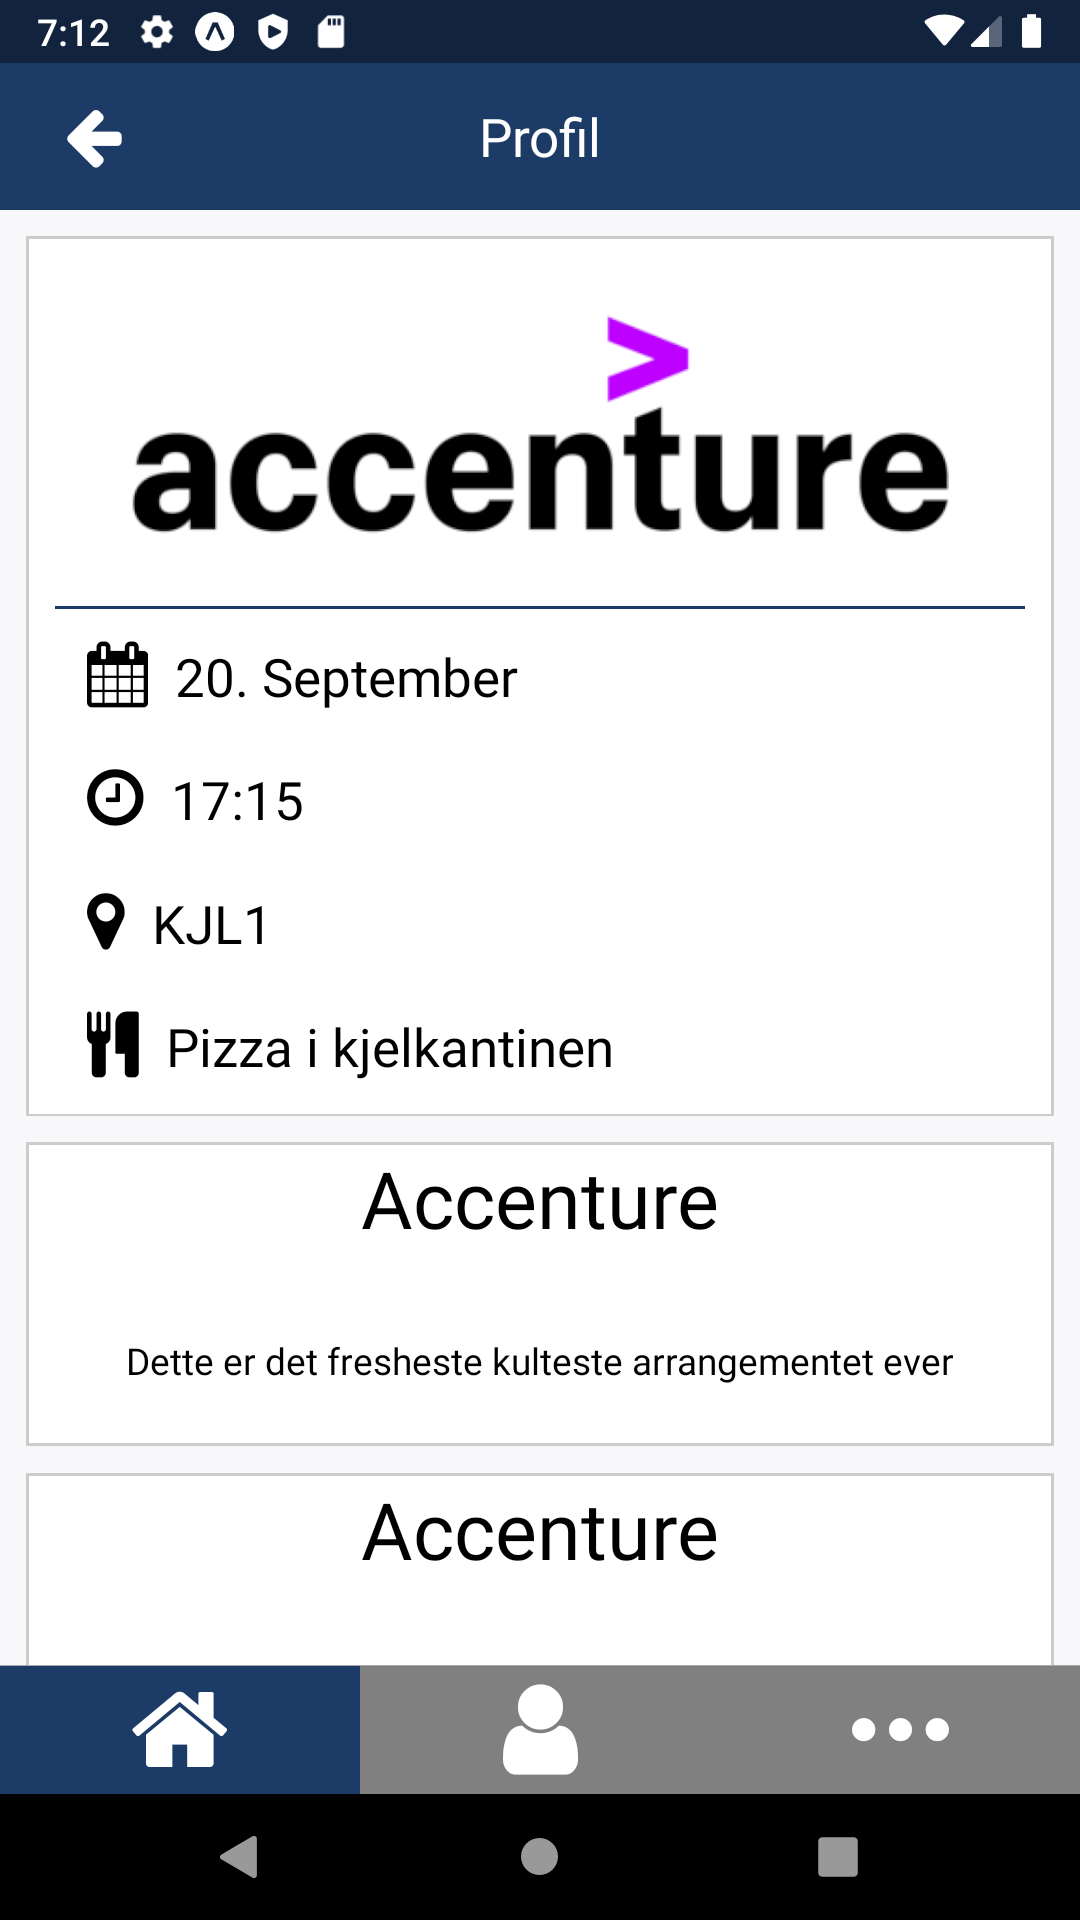 7:12
Profil
accenture
20. September
17:15
KJL1
Pizza i kjelkantinen
Accenture
Dette er det fresheste kulteste arrangementet ever
Accenture